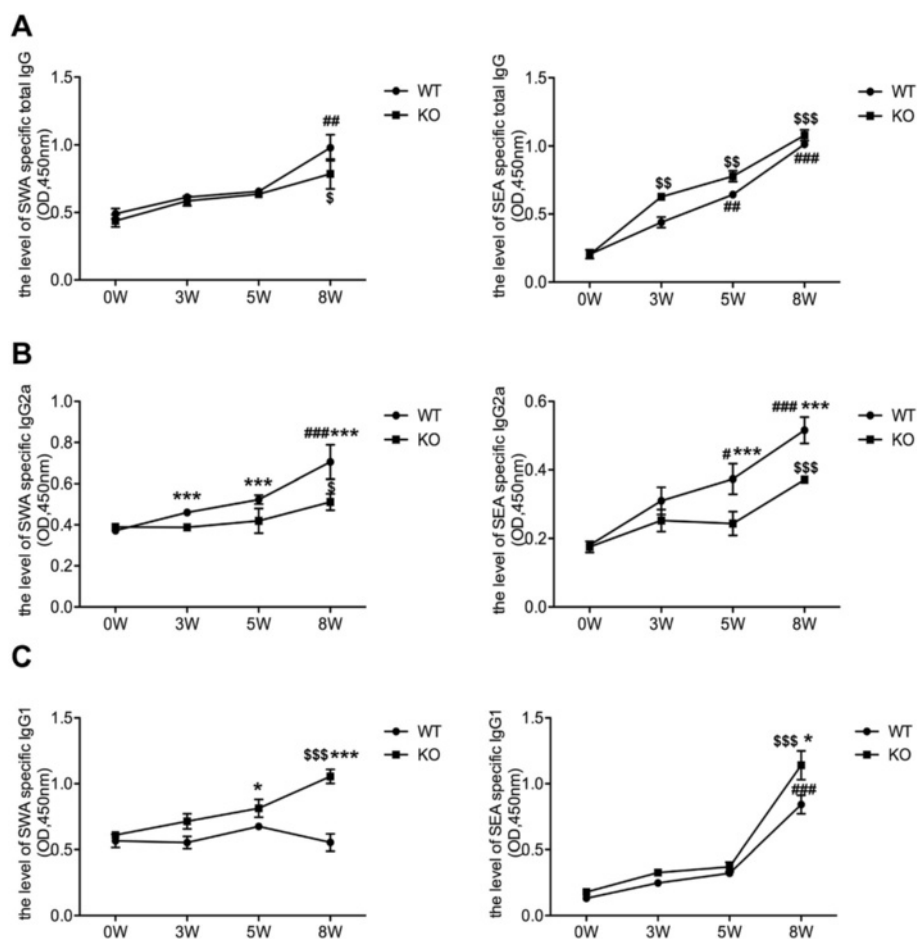 A
the level of SWA specific total IgG
(OD,450nm)
1.5
1.0
0.5
0.0
##
$
0W 3W 5W 8W
WT
KO
the level of SEA specific total IgG
(OD,450nm)
1.5
1.0
0.5
0.0
$$
$$
##
$$$
###
0W 3W 5W 8W
WT
KO
B
the level of SWA specific IgG2a
(OD,450nm)
1.0
0.8
0.6
0.4
0.2
0.0
***
***
###***
$
0W 3W 5W 8W
WT
KO
the level of SEA specific IgG2a
(OD,450nm)
0.6
0.4
0.2
0.0
#***
###***
$$$
0W 3W 5W 8W
WT
KO
C
the level of SWA specific IgG1
(OD,450nm)
1.5
1.0
0.5
0.0
*
$$$***
0W 3W 5W 8W
WT
KO
the level of SEA specific IgG1
(OD,450nm)
1.5
1.0
0.5
0.0
$$$ *
###
0W 3W 5W 8W
WT
KO